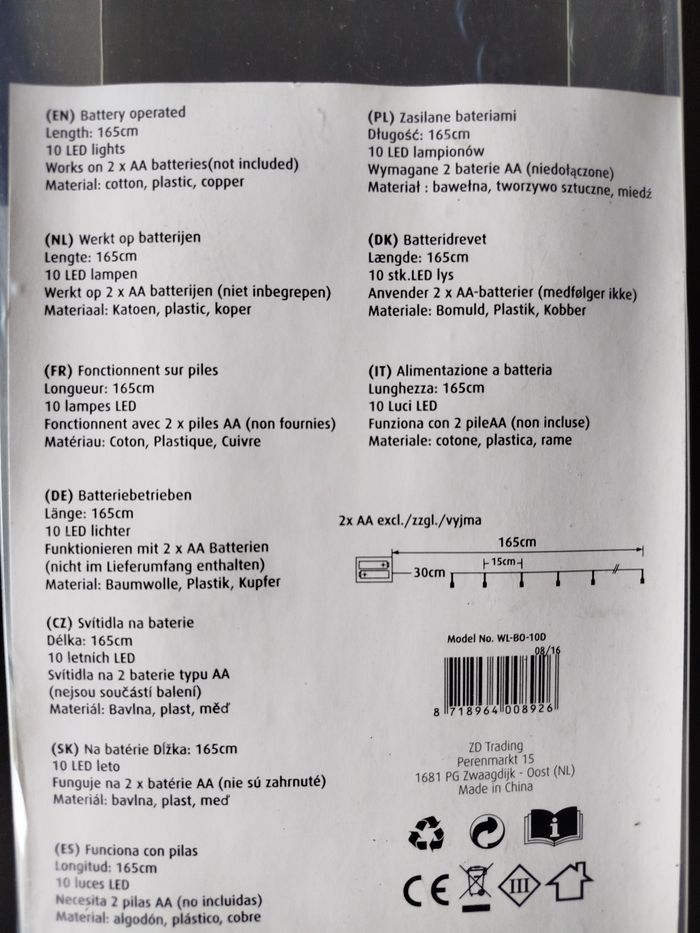 (EN) Battery operated
Length: 165cm
10 LED lights
Works on 2 x AA batteries(not included)
Material: cotton, plastic, copper
(NL) Werkt op batterijen
Lengte: 165cm
10 LED lampen
Werkt op 2 x AA batterijen (niet inbegrepen)
Materiaal: Katoen, plastic, koper
(FR) Fonctionnent sur piles
Longueur: 165cm
10 lampes LED
Fonctionnent avec 2 x piles AA (non fournies)
Matériau: Coton, Plastique, Cuivre
(DE) Batteriebetrieben
Länge: 165cm
10 LED lichter
Funktionieren mit 2 x AA Batterien
(nicht im Lieferumfang enthalten)
Material: Baumwolle, Plastik, Kupfer
(CZ) Svítidla na baterie
Délka: 165cm
10 letních LED
Svítidla na 2 baterie typu AA
(nejsou součástí balení)
Materiál: Bavlna, plast, měď
(SK) Na batérie Dĺžka: 165cm
10 LED leto
Funguje na 2 x batérie AA (nie sú zahrnuté)
Materiál: bavlna, plast, meď
(ES) Funciona con pilas
Longitud: 165cm
10 luces LED
Necesita 2 pilas AA (no incluidas)
Material: algodón, plástico, cobre
(PL) Zasilane bateriami
Długość: 165cm
10 LED lampionów
Wymagane 2 baterie AA (niedołączone)
Materiał : bawełna, tworzywo sztuczne, miedź
(DK) Batteridrevet
Længde: 165cm
10 stk.LED lys
Anvender 2 x AA-batterier (medfølger ikke)
Materiale: Bomuld, Plastik, Kobber
(IT) Alimentazione a batteria
Lunghezza: 165cm
10 Luci LED
Funziona con 2 pileAA (non incluse)
Materiale: cotone, plastica, rame
2x AA excl./zzgl./vyjma
165cm
15cm
30cm
Model No. WL-BO-10D
08/16
8 718964 008926
ZD Trading
Perenmarkt 15
1681 PG Zwaagdijk - Oost (NL)
Made in China
i
CE III